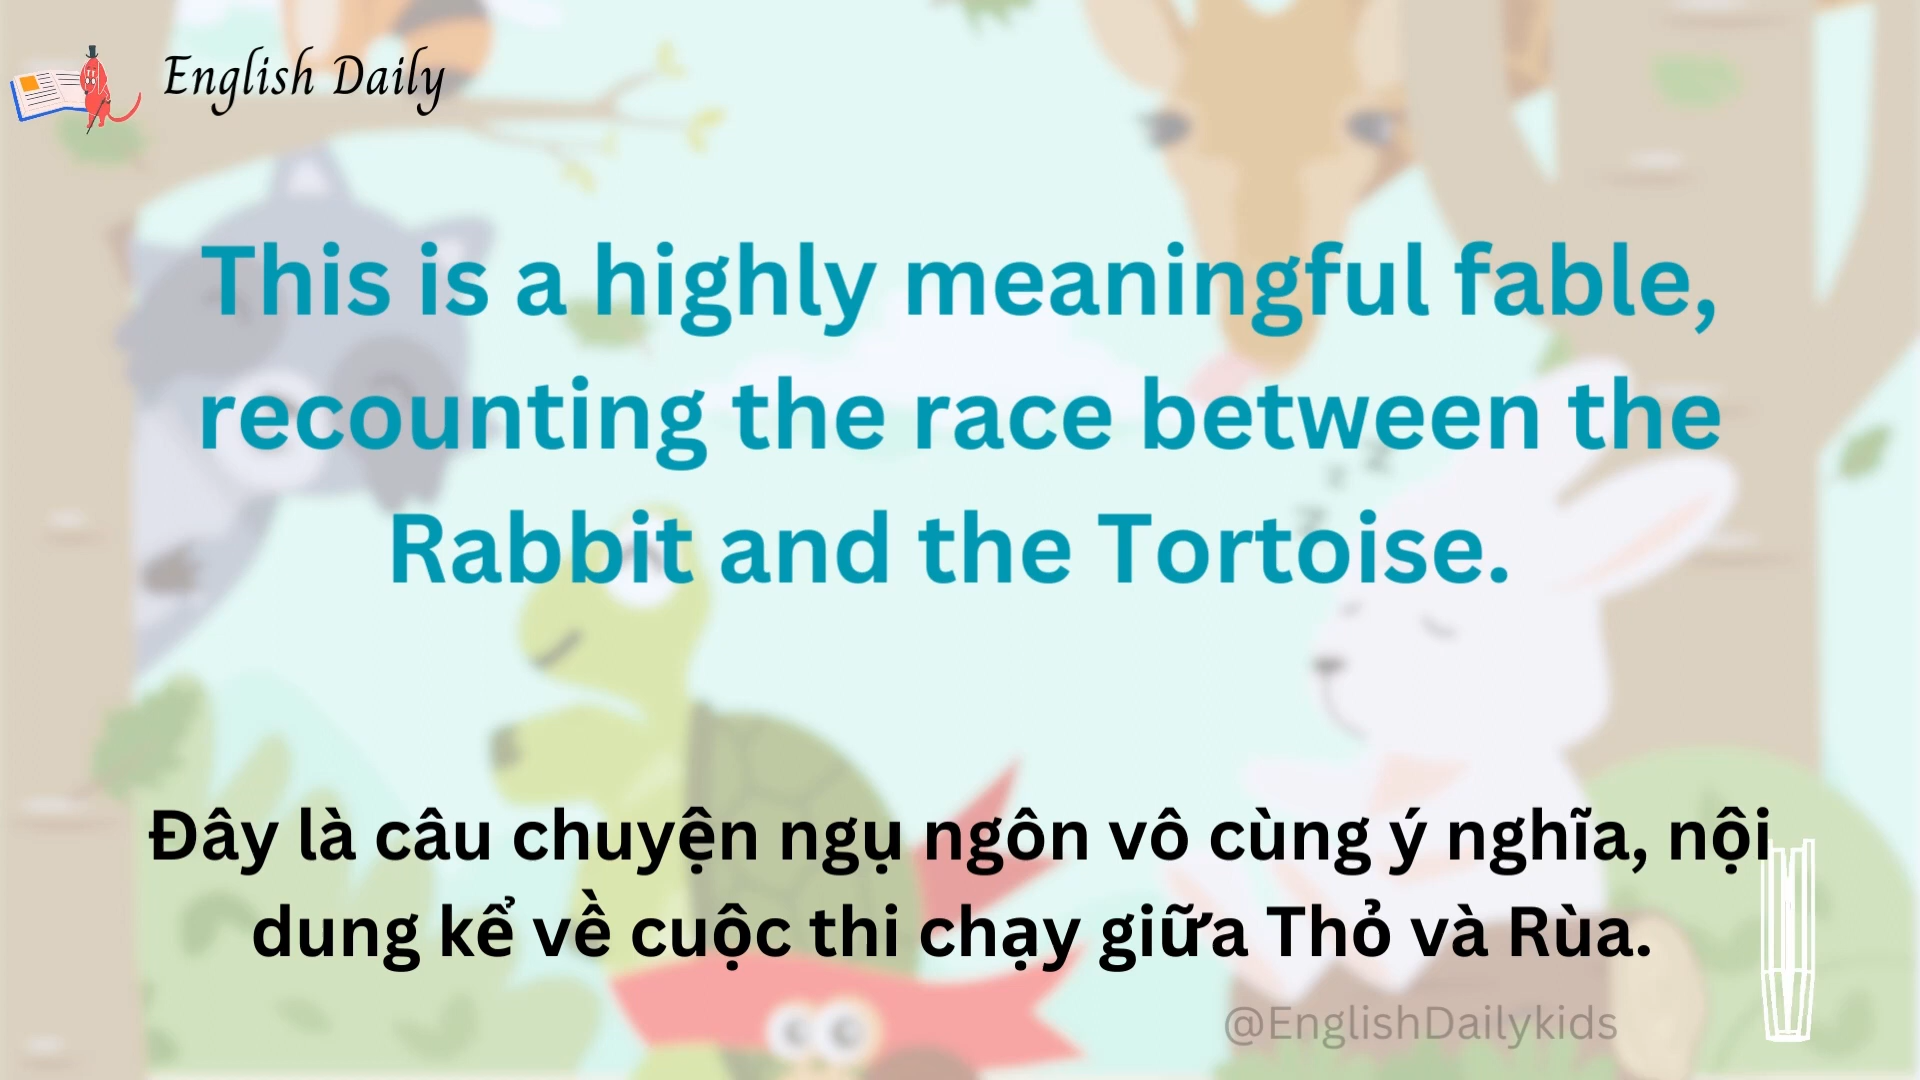 English Daily
This is a highly meaningful fable,
recounting the race between the
Rabbit and the Tortoise.
z z z
Đây là câu chuyện ngụ ngôn vô cùng ý nghĩa, nội
dung kể về cuộc thi chạy giữa Thỏ và Rùa.
@EnglishDailykids